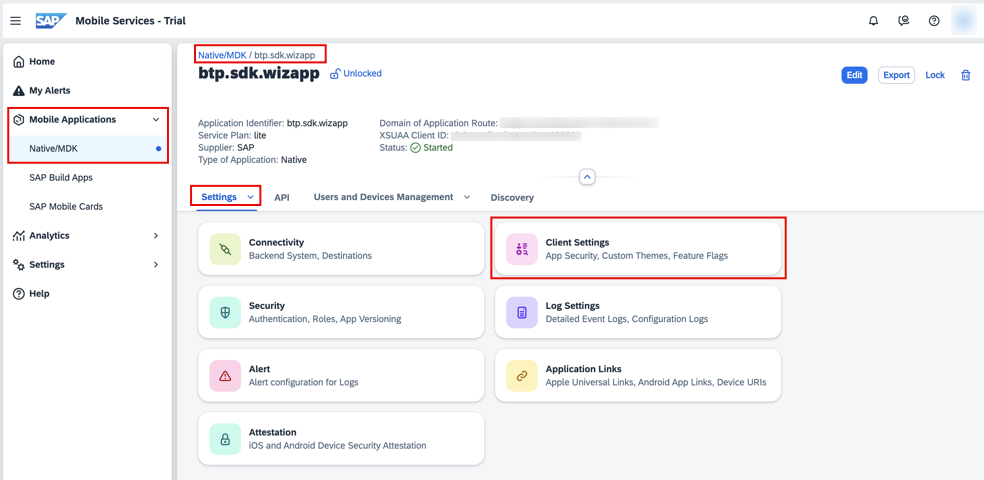 SAP Mobile Services - Trial
Home
My Alerts
Mobile Applications
Native/MDK
SAP Build Apps
SAP Mobile Cards
Analytics
Settings
Help
Native/MDK / btp.sdk.wizapp
btp.sdk.wizapp Unlocked
Edit Export Lock
Application Identifier: btp.sdk.wizapp
Service Plan: lite
Supplier: SAP
Type of Application: Native
Domain of Application Route:
XSUAA Client ID:
Status: Started
Settings API Users and Devices Management Discovery
Connectivity
Backend System, Destinations
Client Settings
App Security, Custom Themes, Feature Flags
Security
Authentication, Roles, App Versioning
Log Settings
Detailed Event Logs, Configuration Logs
Alert
Alert configuration for Logs
Application Links
Apple Universal Links, Android App Links, Device URIs
Attestation
iOS and Android Device Security Attestation